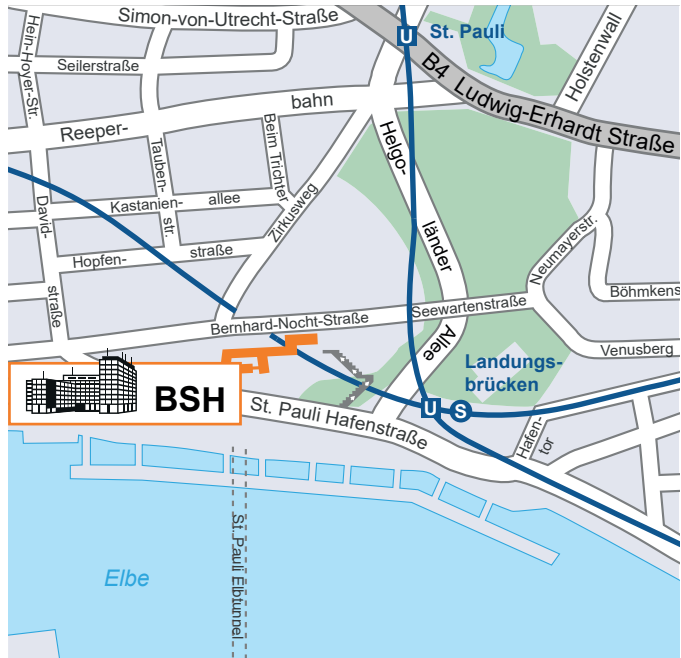 Simon-von-Utrecht-Straße
Hein-Hoyer-Str.
Seilerstraße
U
St. Pauli
Holstenwall
B4 Ludwig-Erhardt Straße
Reeper-
bahn
Beim Trichter
Tauben-
str.
Helgo-
länder
Allee
David-
straße
Kastanien-
allee
Zirkusweg
Hopfen-
straße
Neumayerstr.
Böhmkens
Seewartenstraße
Bernhard-Nocht-Straße
Venusberg
Landungs-
brücken
BSH
U
S
St. Pauli Hafenstraße
Hafen-
tor
St. Pauli Elbtunnel
Elbe